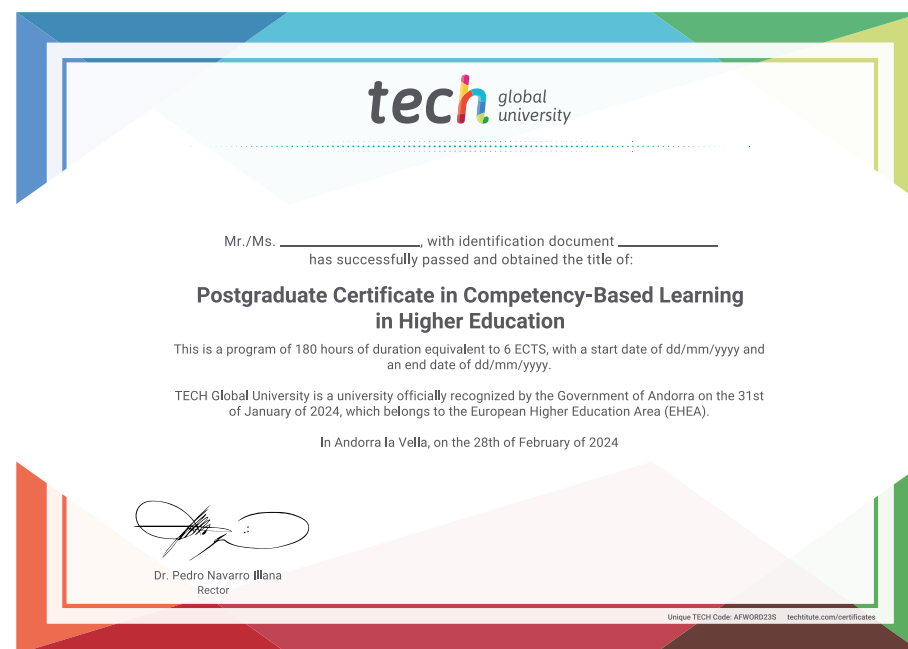 tech global
university
Mr./Ms. ____________, with identification document ____________
has successfully passed and obtained the title of:
Postgraduate Certificate in Competency-Based Learning
in Higher Education
This is a program of 180 hours of duration equivalent to 6 ECTS, with a start date of dd/mm/yyyy and
an end date of dd/mm/yyyy.
TECH Global University is a university officially recognized by the Government of Andorra on the 31st
of January of 2024, which belongs to the European Higher Education Area (EHEA).
In Andorra la Vella, on the 28th of February of 2024
Dr. Pedro Navarro Illana
Rector
Unique TECH Code: AFWORD23S techtitute.com/certificates